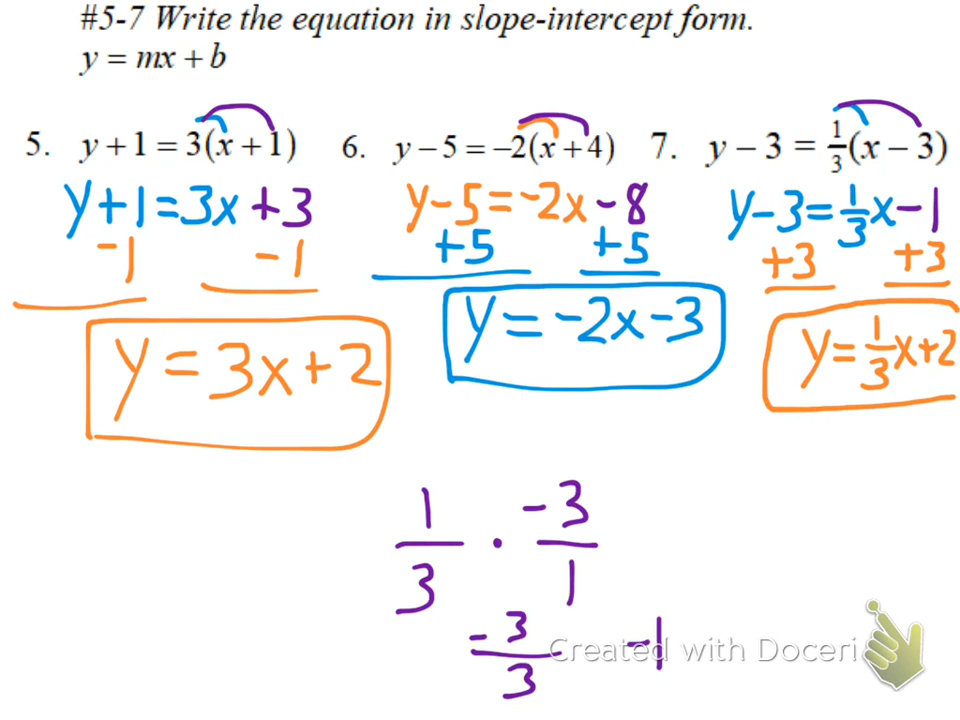 #5-7 Write the equation in slope-intercept form.
y = mx + b
5. y + 1 = 3(x + 1) 6. y – 5 = –2(x + 4) 7. y – 3 = 1/3(x – 3)
y+1=3x+3 y-5=-2x-8 y-3=1/3x-1
-1 -1 +5 +5 +3 +3
y=3x+2 y=-2x-3 y=1/3x+2
1/3 · -3/1
-3/3 -1
Created with Doceri